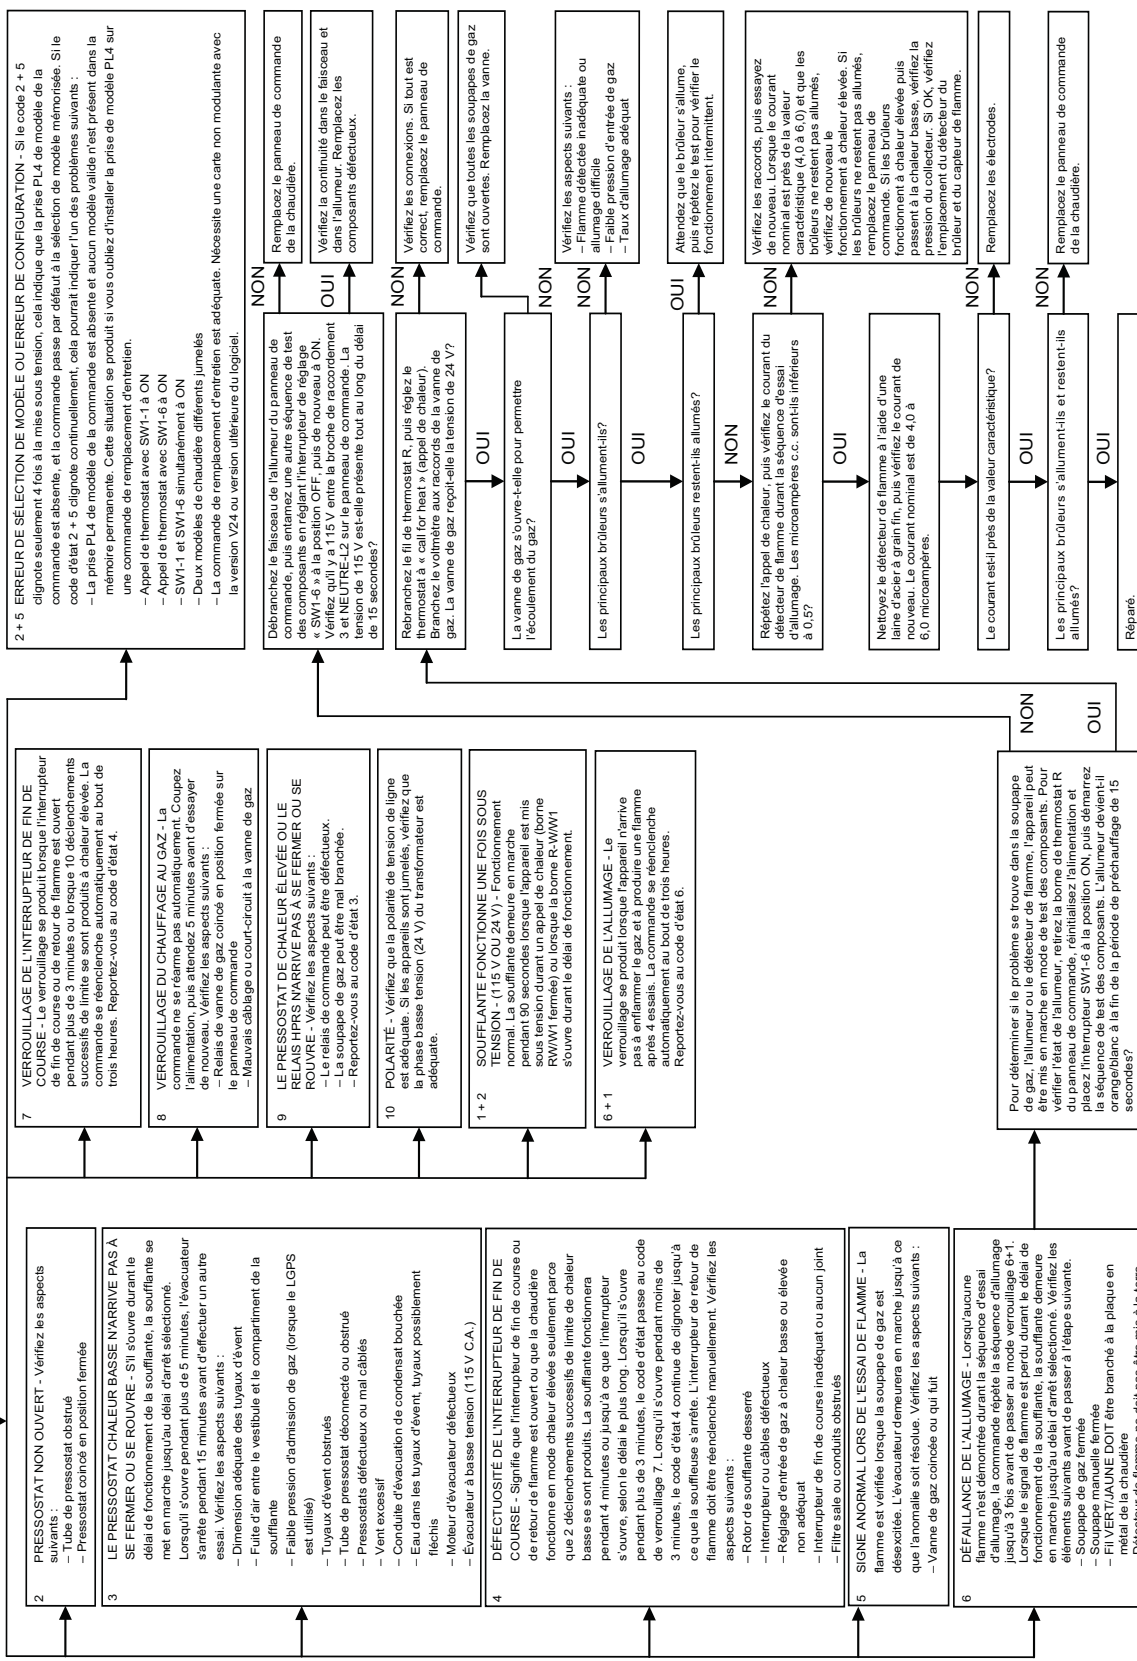 2 PRESSOSTAT NON OUVERT - Vérifiez les aspects
suivants :
– Tube de pressostat obstrué
– Pressostat coincé en position fermée
3 LE PRESSOSTAT CHALEUR BASSE N'ARRIVE PAS À
SE FERMER OU SE ROUVRE - S'il s'ouvre durant le
délai de fonctionnement de la soufflante, la soufflante se
met en marche jusqu'au délai d'arrêt sélectionné.
Lorsqu'il s'ouvre pendant plus de 5 minutes, l'évacuateur
s'arrête pendant 15 minutes avant d'effectuer un autre
essai. Vérifiez les aspects suivants :
– Dimension adéquate des tuyaux d'évent
– Fuite d'air entre le vestibule et le compartiment de la
soufflante
– Faible pression d'admission de gaz (lorsque le LGPS
est utilisé)
– Tuyaux d'évent obstrués
– Tube de pressostat déconnecté ou obstrué
– Pressostats défectueux ou mal câblés
– Vent excessif
– Conduite d'évacuation de condensat bouchée
– Eau dans les tuyaux d'évent, tuyaux possiblement
fléchis
– Moteur d'évacuateur défectueux
– Évacuateur à basse tension (115 V C.A.)
4 DÉFECTUOSITÉ DE L'INTERRUPTEUR DE FIN DE
COURSE - Signifie que l'interrupteur de fin de course ou
de retour de flamme est ouvert ou que la chaudière
fonctionne en mode chaleur élevée seulement parce
que 2 déclenchements successifs de limite de chaleur
basse se sont produits. La soufflante fonctionnera
pendant 4 minutes ou jusqu'à ce que l'interrupteur
s'ouvre, selon le délai le plus long. Lorsqu'il s'ouvre
pendant plus de 3 minutes, le code d'état passe au code
de verrouillage 7. Lorsqu'il s'ouvre pendant moins de
3 minutes, le code d'état 4 continue de clignoter jusqu'à
ce que la souffleuse s'arrête. L'interrupteur de retour de
flamme doit être réenclenché manuellement. Vérifiez les
aspects suivants :
– Rotor de soufflante desserré
– Interrupteur ou câbles défectueux
– Réglage d'entrée de gaz à chaleur basse ou élevée
non adéquat
– Interrupteur de fin de course inadéquat ou aucun joint
– Filtre sale ou conduits obstrués
5 SIGNE ANORMAL LORS DE L'ESSAI DE FLAMME - La
flamme est vérifiée lorsque la soupape de gaz est
désexcitée. L'évacuateur demeurera en marche jusqu'à ce
que l'anomalie soit résolue. Vérifiez les aspects suivants :
– Vanne de gaz coincée ou qui fuit
6 DÉFAILLANCE DE L'ALLUMAGE - Lorsqu'aucune
flamme n'est démontrée durant la séquence d'essai
d'allumage, la commande répète la séquence d'allumage
jusqu'à 3 fois avant de passer au mode verrouillage 6+1.
Lorsque le signal de flamme est perdu durant le délai de
fonctionnement de la soufflante, la soufflante demeure
en marche jusqu'au délai d'arrêt sélectionné. Vérifiez les
éléments suivants avant de passer à l'étape suivante.
– Soupape de gaz fermée
– Soupape manuelle fermée
– Fil VERT/JAUNE DOIT être branché à la plaque en
métal de la chaudière
7 VERROUILLAGE DE L'INTERRUPTEUR DE FIN DE
COURSE - Le verrouillage se produit lorsque l'interrupteur
de fin de course ou de retour de flamme est ouvert
pendant plus de 3 minutes ou lorsque 10 déclenchements
successifs de limite se sont produits à chaleur élevée. La
commande se réenclenche automatiquement au bout de
trois heures. Reportez-vous au code d'état 4.
8 VERROUILLAGE DU CHAUFFAGE AU GAZ - La
commande ne se réarme pas automatiquement. Coupez
l'alimentation, puis attendez 5 minutes avant d'essayer
de nouveau. Vérifiez les aspects suivants :
– Relais de vanne de gaz coincé en position fermée sur
le panneau de commande
– Mauvais câblage ou court-circuit à la vanne de gaz
9 LE PRESSOSTAT DE CHALEUR ÉLEVÉE OU LE
RELAIS HPRS N'ARRIVE PAS À SE FERMER OU SE
ROUVRE - Vérifiez les aspects suivants :
– Le relais de commande peut être défectueux.
– La soupape de gaz peut être mal branchée.
– Reportez-vous au code d'état 3.
10 POLARITÉ - Vérifiez que la polarité de tension de ligne
est adéquate. Si les appareils sont jumelés, vérifiez que
la phase basse tension (24 V) du transformateur est
adéquate.
1 + 2 SOUFFLANTE FONCTIONNE UNE FOIS SOUS
TENSION - (115 V OU 24 V) - Fonctionnement
normal. La soufflante demeure en marche
pendant 90 secondes lorsque l'appareil est mis
sous tension durant un appel de chaleur (borne
RW/W1 fermée) ou lorsque la borne R-W/W1
s'ouvre durant le délai de fonctionnement.
6 + 1 VERROUILLAGE DE L'ALLUMAGE - Le
verrouillage se produit lorsque l'appareil n'arrive
pas à enflammer le gaz et à produire une flamme
après 4 essais. La commande se réenclenche
automatiquement au bout de trois heures.
Reportez-vous au code d'état 6.
Pour déterminer si le problème se trouve dans la soupape
de gaz, l'allumeur ou le détecteur de flamme, l'appareil peut
être mis en marche en mode de test des composants. Pour
vérifier l'état de l'allumeur, retirez la borne de thermostat R
du panneau de commande, réinitialisez l'alimentation et
placez l'interrupteur SW1-6 à la position ON, puis démarrez
la séquence de test des composants. L'allumeur devient-il
orange/blanc à la fin de la période de préchauffage de 15
secondes?
NON
OUI
2 + 5 ERREUR DE SÉLECTION DE MODÈLE OU ERREUR DE CONFIGURATION - Si le code 2 + 5
clignote seulement 4 fois à la mise sous tension, cela indique que la prise PL4 de modèle de la
commande est absente, et la commande passe par défaut à la sélection de modèle mémorisée. Si le
code d'état 2 + 5 clignote continuellement, cela pourrait indiquer l'un des problèmes suivants :
– La prise PL4 de modèle de la commande est absente et aucun modèle valide n'est présent dans la
mémoire permanente. Cette situation se produit si vous oubliez d'installer la prise de modèle PL4 sur
une commande de remplacement d'entretien.
– Appel de thermostat avec SW1-1 à ON
– Appel de thermostat avec SW1-6 à ON
– SW1-1 et SW1-6 simultanément à ON
– Deux modèles de chaudière différents jumelés
– La commande de remplacement d'entretien est adéquate. Nécessite une carte non modulante avec
la version V24 ou version ultérieure du logiciel.
Débranchez le faisceau de l'allumeur du panneau de
commande, puis entamez une autre séquence de test
des composants en réglant l'interrupteur de réglage
« SW1-6 » à la position OFF, puis de nouveau à ON.
Vérifiez qu'il y a 115 V entre la broche de raccordement
3 et NEUTRE-L2 sur le panneau de commande. La
tension de 115 V est-elle présente tout au long du délai
de 15 secondes?
NON
Remplacez le panneau de commande
de la chaudière.
OUI
Vérifiez la continuité dans le faisceau et
dans l'allumeur. Remplacez les
composants défectueux.
Rebranchez le fil de thermostat R, puis réglez le
thermostat à « call for heat » (appel de chaleur).
Branchez le voltmètre aux raccords de la vanne de
gaz. La vanne de gaz reçoit-elle la tension de 24 V?
NON
Vérifiez les connexions. Si tout est
correct, remplacez le panneau de
commande.
OUI
La vanne de gaz s'ouvre-t-elle pour permettre
l'écoulement du gaz?
NON
Vérifiez que toutes les soupapes de gaz
sont ouvertes. Remplacez la vanne.
OUI
Les principaux brûleurs s'allument-ils?
NON
Vérifiez les aspects suivants :
– Flamme détectée inadéquate ou
allumage difficile
– Faible pression d'entrée de gaz
– Taux d'allumage adéquat
OUI
Les principaux brûleurs restent-ils allumés?
OUI
Attendez que le brûleur s'allume,
puis répétez le test pour vérifier le
fonctionnement intermittent.
NON
Répétez l'appel de chaleur, puis vérifiez le courant du
détecteur de flamme durant la séquence d'essai
d'allumage. Les microampères c.c. sont-ils inférieurs
à 0,5?
NON
Vérifiez les raccords, puis essayez
de nouveau. Lorsque le courant
nominal est près de la valeur
caractéristique (4,0 à 6,0) et que les
brûleurs ne restent pas allumés,
vérifiez de nouveau le
fonctionnement à chaleur élevée. Si
les brûleurs ne restent pas allumés,
remplacez le panneau de
commande. Si les brûleurs
fonctionnent à chaleur élevée puis
passent à la chaleur basse, vérifiez la
pression du collecteur. Si OK, vérifiez
l'emplacement du détecteur du
brûleur et du capteur de flamme.
OUI
Nettoyez le détecteur de flamme à l'aide d'une
laine d'acier à grain fin, puis vérifiez le courant de
nouveau. Le courant nominal est de 4,0 à
6,0 microampères.
Le courant est-il près de la valeur caractéristique?
NON
Remplacez les électrodes.
OUI
Les principaux brûleurs s'allument-ils et restent-ils
allumés?
NON
Remplacez le panneau de commande
de la chaudière.
OUI
Réparé.